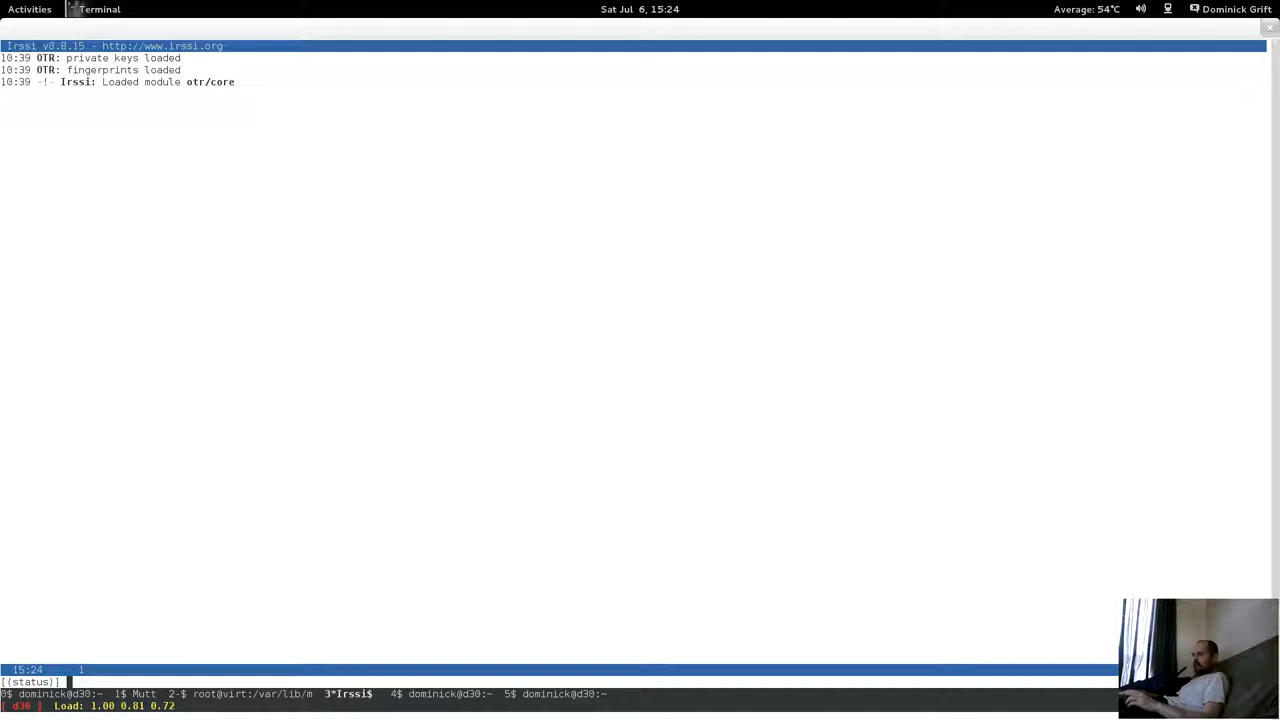 Activities Terminal Sat Jul 6, 15:24 Average: 54°C Dominick Grift
Irssi v0.8.15 - http://www.irssi.org
10:39 OTR: private keys loaded
10:39 OTR: fingerprints loaded
10:39 -!- Irssi: Loaded module otr/core
15:24 1
[(status)]
0$ dominick@d30:~ 1$ Mutt 2-$ root@virt:/var/lib/m 3*Irssi$ 4$ dominick@d30:~ 5$ dominick@d30:~
[ d30 ] Load: 1.00 0.81 0.72